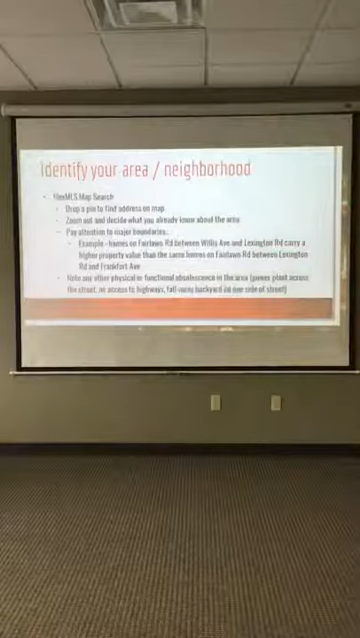 Identify your area / neighborhood
FlexMLS Map Search
Drop a pin to find address on map
Zoom out and decide what you already know about the area
Pay attention to major boundaries..
Example - homes on Fairlawn Rd between Willis Ave and Lexington Rd carry a
higher property value than the same homes on Fairlawn Rd between Lexington
Rd and Frankfort Ave
Note any other physical or functional obsolescence in the area (power plant across
the street, no access to highways, fall-away backyard on one side of street)